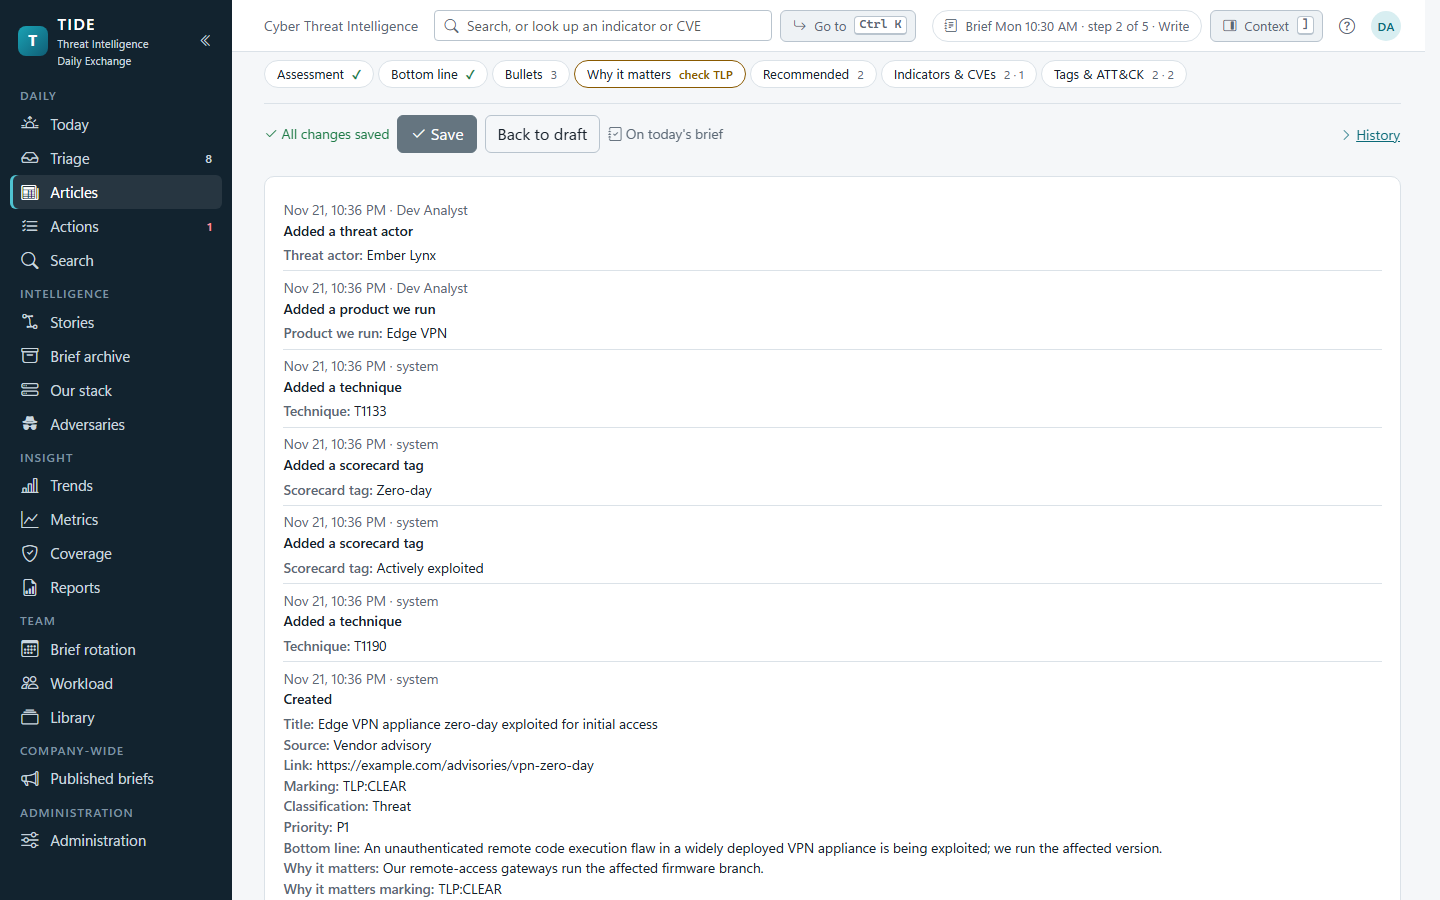 T
TIDE
Threat Intelligence
Daily Exchange
DAILY
Today
Triage 8
Articles
Actions 1
Search
INTELLIGENCE
Stories
Brief archive
Our stack
Adversaries
INSIGHT
Trends
Metrics
Coverage
Reports
TEAM
Brief rotation
Workload
Library
COMPANY-WIDE
Published briefs
ADMINISTRATION
Administration
Cyber Threat Intelligence
Search, or look up an indicator or CVE
Go to Ctrl K
Brief Mon 10:30 AM · step 2 of 5 · Write
Context ]
DA
Assessment ✓
Bottom line ✓
Bullets 3
Why it matters check TLP
Recommended 2
Indicators & CVEs 2 · 1
Tags & ATT&CK 2 · 2
All changes saved
Save
Back to draft
On today's brief
History
Nov 21, 10:36 PM · Dev Analyst
Added a threat actor
Threat actor: Ember Lynx
Nov 21, 10:36 PM · Dev Analyst
Added a product we run
Product we run: Edge VPN
Nov 21, 10:36 PM · system
Added a technique
Technique: T1133
Nov 21, 10:36 PM · system
Added a scorecard tag
Scorecard tag: Zero-day
Nov 21, 10:36 PM · system
Added a scorecard tag
Scorecard tag: Actively exploited
Nov 21, 10:36 PM · system
Added a technique
Technique: T1190
Nov 21, 10:36 PM · system
Created
Title: Edge VPN appliance zero-day exploited for initial access
Source: Vendor advisory
Link: https://example.com/advisories/vpn-zero-day
Marking: TLP:CLEAR
Classification: Threat
Priority: P1
Bottom line: An unauthenticated remote code execution flaw in a widely deployed VPN appliance is being exploited; we run the affected version.
Why it matters: Our remote-access gateways run the affected firmware branch.
Why it matters marking: TLP:CLEAR